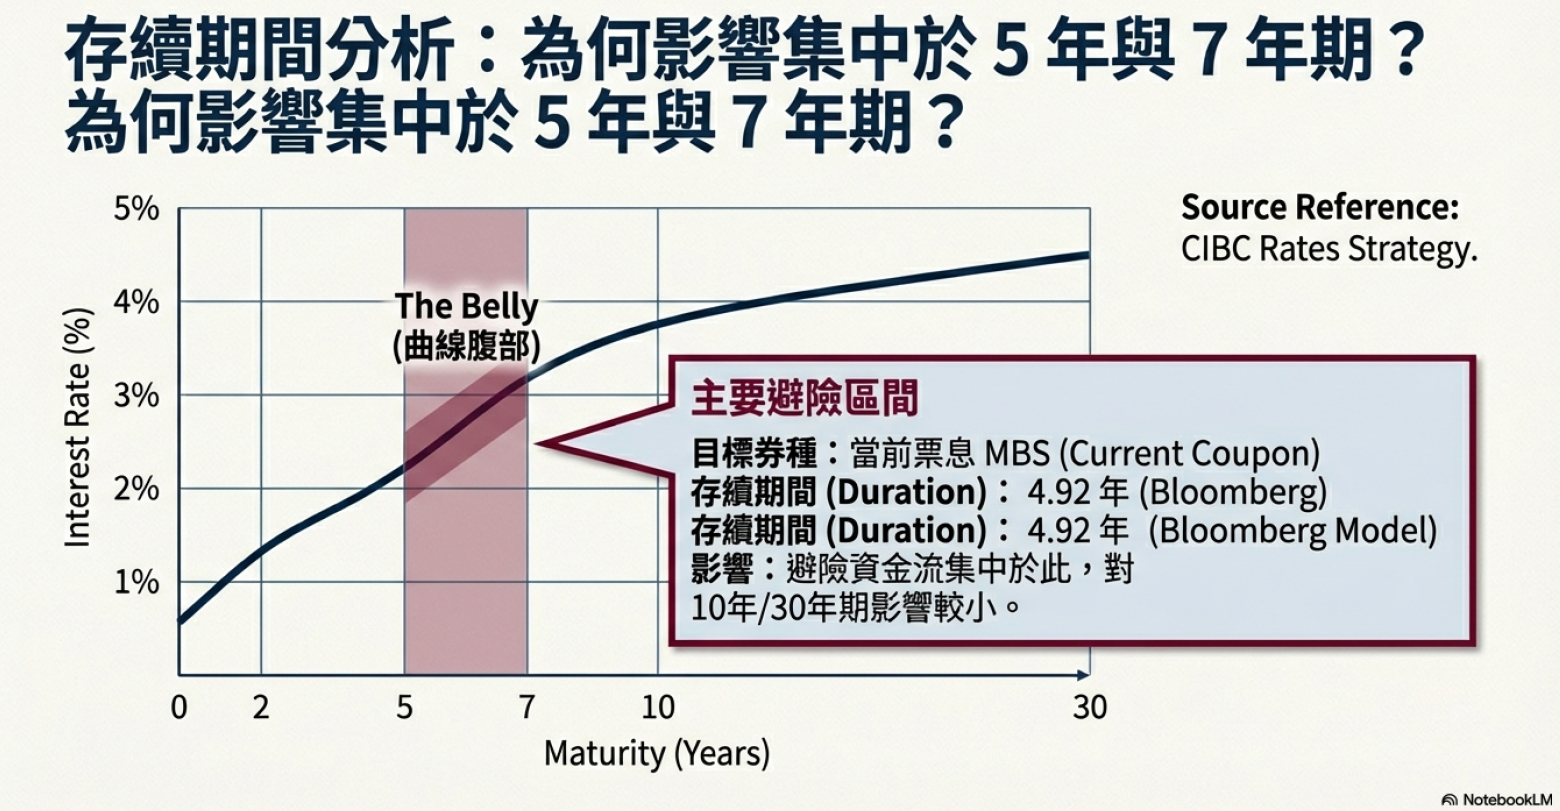 存續期間分析：為何影響集中於 5 年與 7 年期？
為何影響集中於 5 年與 7 年期？
Source Reference:
CIBC Rates Strategy.
5%
4%
3%
2%
1%
Interest Rate (%)
The Belly
(曲線腹部)
主要避險區間
目標券種：當前票息 MBS (Current Coupon)
存續期間 (Duration)： 4.92 年 (Bloomberg)
存續期間 (Duration)： 4.92 年 (Bloomberg Model)
影響：避險資金流集中於此，對
10年/30年期影響較小。
0 2 5 7 10 30
Maturity (Years)
NotebookLM